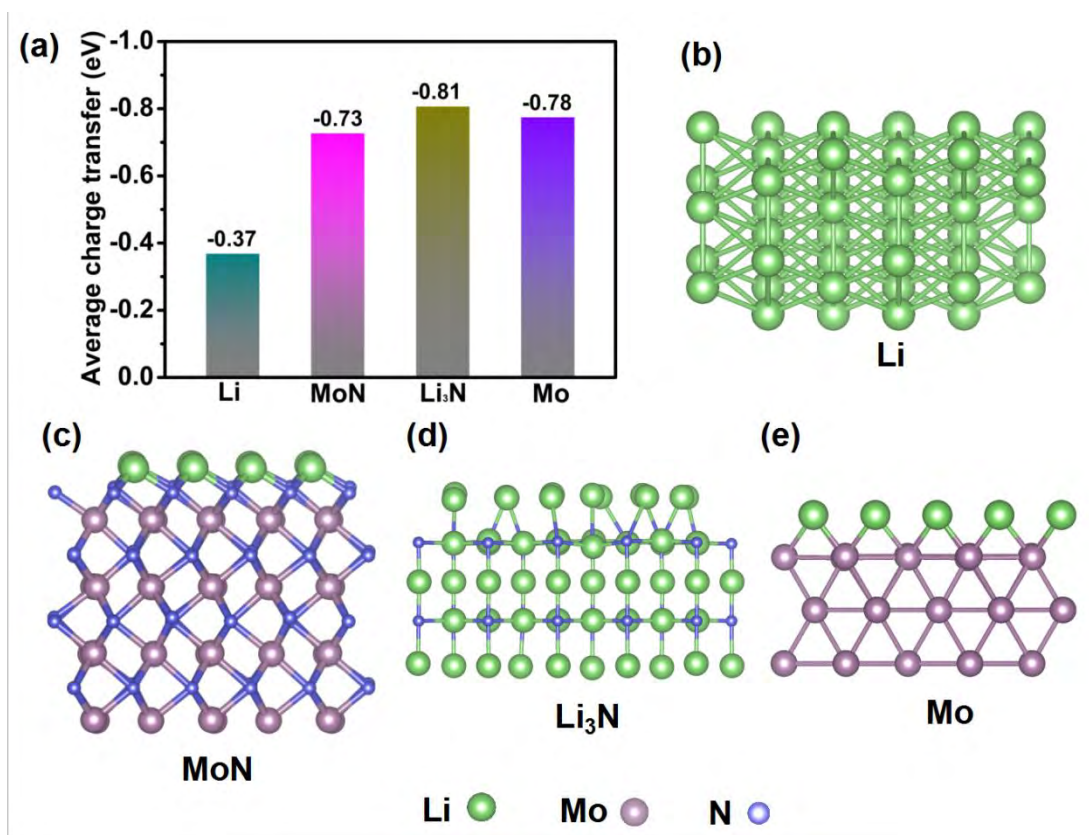 (a)
Average charge transfer (eV)
-1.0
-0.8
-0.6
-0.4
-0.2
0.0
-0.37
-0.73
-0.81
-0.78
Li
MoN
Li₃N
Mo
(b)
Li
(c)
MoN
(d)
Li₃N
(e)
Mo
Li Mo N